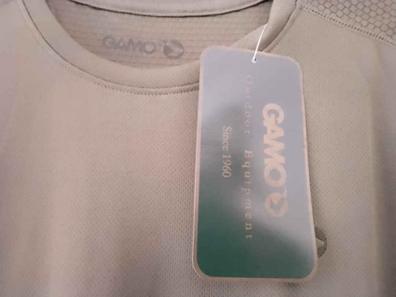 GAMO
GAMO
Outdoor Equipment
Since 1960